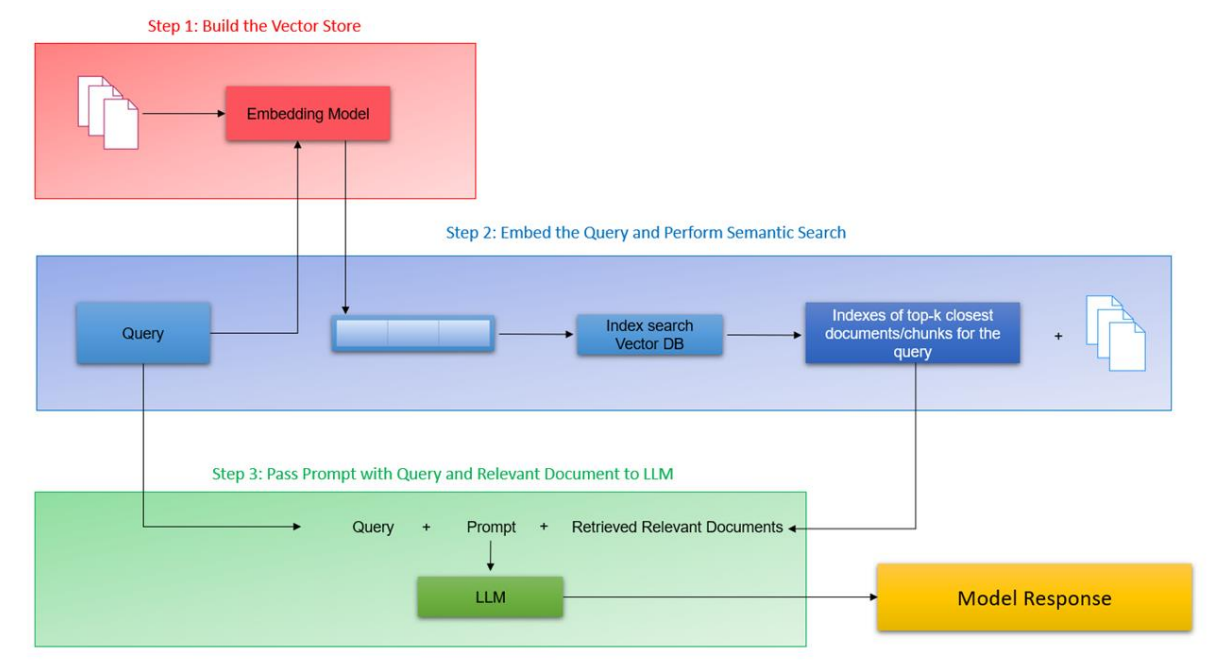 Step 1: Build the Vector Store
Embedding Model
Step 2: Embed the Query and Perform Semantic Search
Query
Index search
Vector DB
Indexes of top-k closest
documents/chunks for the
query
+
Step 3: Pass Prompt with Query and Relevant Document to LLM
Query + Prompt + Retrieved Relevant Documents
LLM
Model Response